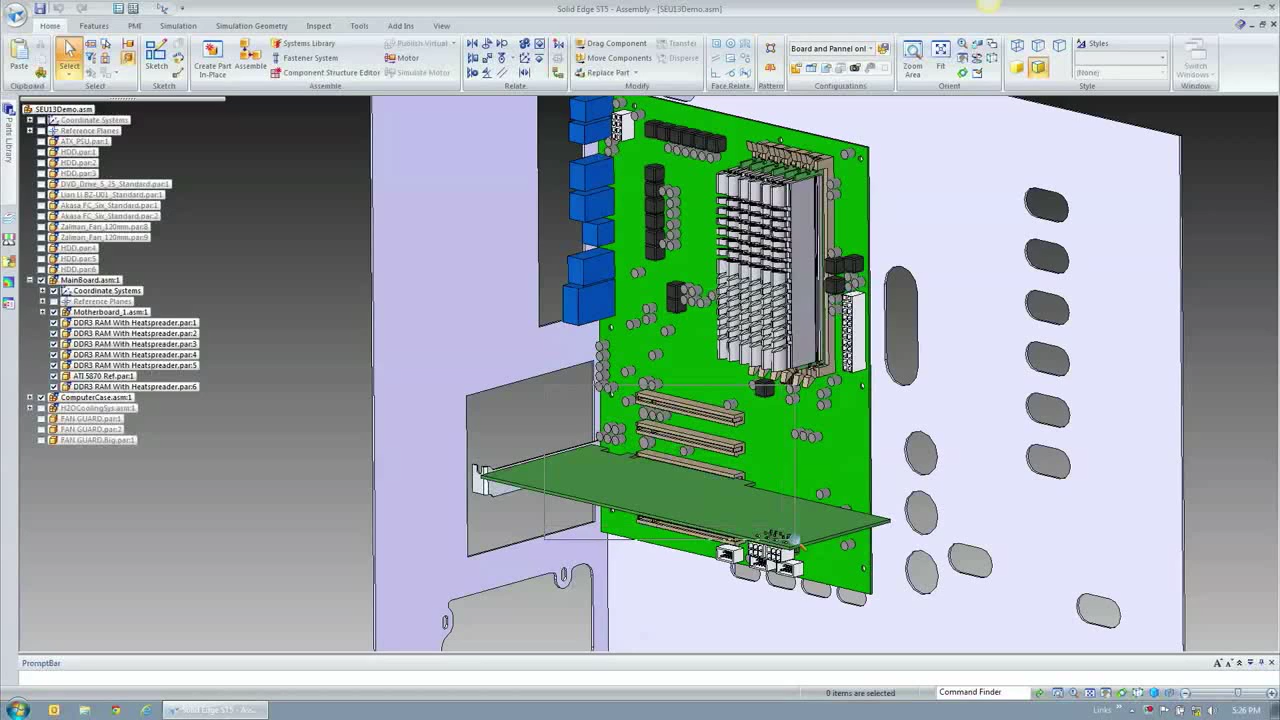 Solid Edge ST5 - Assembly - [SEU13Demo.asm]
Home Features PMI Simulation Simulation Geometry Inspect Tools Add Ins View
Paste
Select
Sketch
Create Part In-Place
Assemble
Systems Library
Fastener System
Component Structure Editor
Publish Virtual
Motor
Simulate Motor
Drag Component
Move Components
Replace Part
Transfer
Disperse
Board and Pannel onl
Zoom Area
Fit
Styles
(None)
Switch Windows
Clipboard Select Sketch Assemble Relate Modify Face Relate Pattern Configurations Orient Style Window
Parts Library
SEU13Demo.asm
Coordinate Systems
Reference Planes
ATX_PSU.par:1
HDD.par:1
HDD.par:2
HDD.par:3
DVD_Drive_5_25_Standard.par:1
Lian Li BZ-U01_Standard.par:1
Akasa FC_Six_Standard.par:1
Akasa FC_Six_Standard.par:2
Zalman_Fan_120mm.par:8
Zalman_Fan_120mm.par:9
HDD.par:4
HDD.par:5
HDD.par:6
MainBoard.asm:1
Coordinate Systems
Reference Planes
Motherboard_1.asm:1
DDR3 RAM With Heatspreader.par:1
DDR3 RAM With Heatspreader.par:2
DDR3 RAM With Heatspreader.par:3
DDR3 RAM With Heatspreader.par:4
DDR3 RAM With Heatspreader.par:5
ATI 5870 Ref.par:1
DDR3 RAM With Heatspreader.par:6
ComputerCase.asm:1
H2OCoolingSys.asm:1
FAN GUARD.par:1
FAN GUARD.par:2
FAN GUARD.Big.par:1
PromptBar
0 items are selected
Command Finder
Solid Edge ST5 - Ass...
Links
5:26 PM